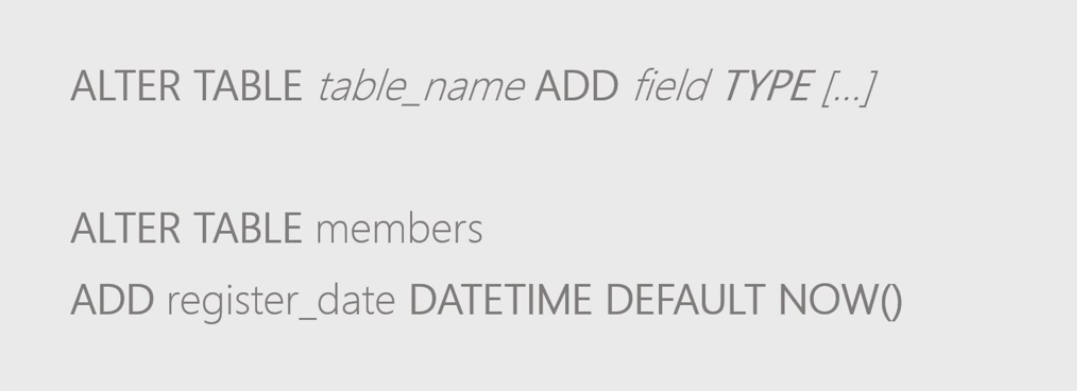 ALTER TABLE table_name ADD field TYPE [...]
ALTER TABLE members
ADD register_date DATETIME DEFAULT NOW()